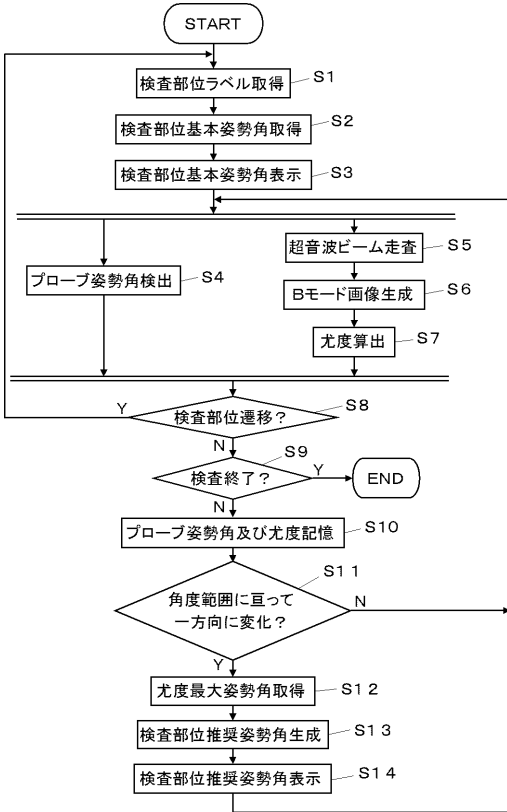 START
検査部位ラベル取得
S1
検査部位基本姿勢角取得
S2
検査部位基本姿勢角表示
S3
プローブ姿勢角検出
S4
超音波ビーム走査
S5
Bモード画像生成
S6
尤度算出
S7
検査部位遷移?
S8
Y
N
検査終了?
S9
Y
END
N
プローブ姿勢角及び尤度記憶
S10
角度範囲に亘って
一方向に変化?
S11
N
Y
尤度最大姿勢角取得
S12
検査部位推奨姿勢角生成
S13
検査部位推奨姿勢角表示
S14